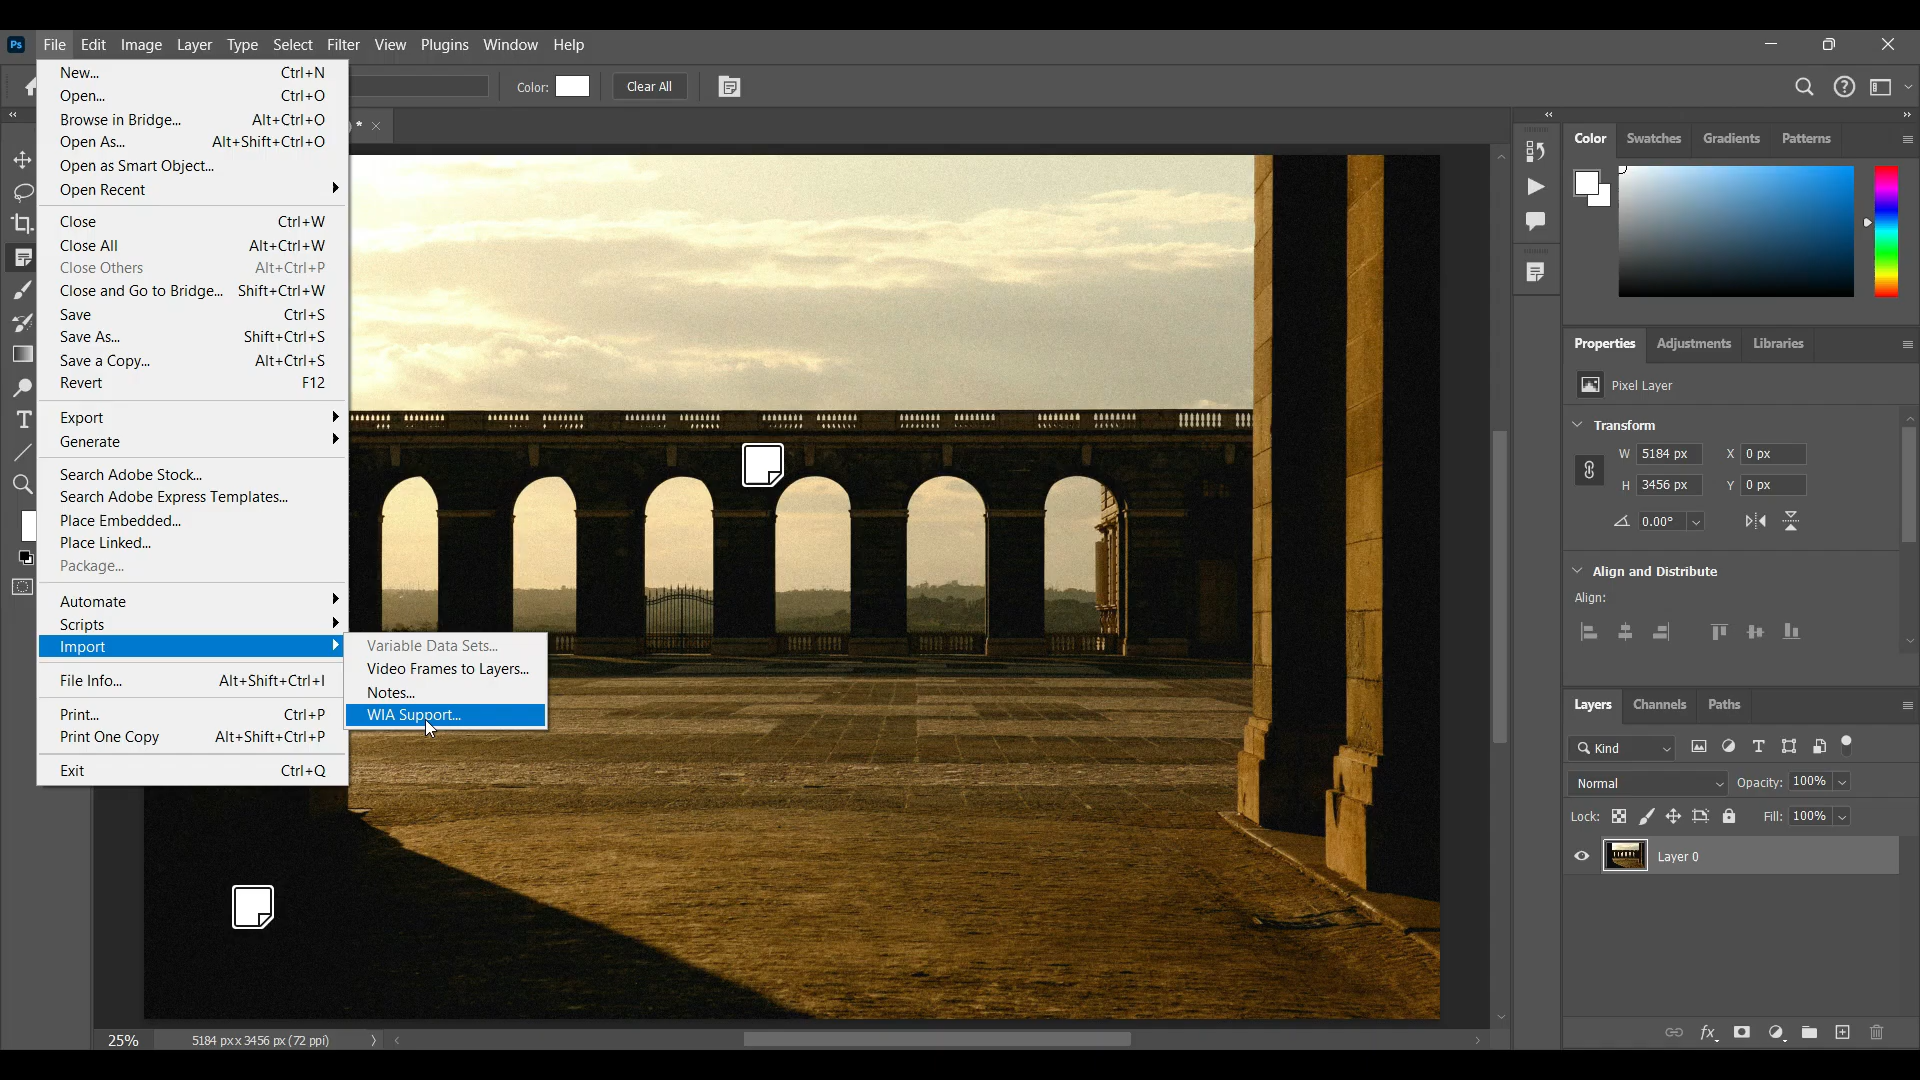 Ps File Edit Image Layer Type Select Filter View Plugins Window Help
Color: Clear All
*
New... Ctrl+N
Open... Ctrl+O
Browse in Bridge... Alt+Ctrl+O
Open As... Alt+Shift+Ctrl+O
Open as Smart Object...
Open Recent
Close Ctrl+W
Close All Alt+Ctrl+W
Close Others Alt+Ctrl+P
Close and Go to Bridge... Shift+Ctrl+W
Save Ctrl+S
Save As... Shift+Ctrl+S
Save a Copy... Alt+Ctrl+S
Revert F12
Export
Generate
Search Adobe Stock...
Search Adobe Express Templates...
Place Embedded...
Place Linked...
Package...
Automate
Scripts
Import
File Info... Alt+Shift+Ctrl+I
Print... Ctrl+P
Print One Copy Alt+Shift+Ctrl+P
Exit Ctrl+Q
Variable Data Sets...
Video Frames to Layers...
Notes...
WIA Support...
25% 5184 px x 3456 px (72 ppi)
Color Swatches Gradients Patterns
Properties Adjustments Libraries
Pixel Layer
Transform
W 5184 px X 0 px
H 3456 px Y 0 px
0.00°
Align and Distribute
Align:
Layers Channels Paths
Kind
Normal Opacity: 100%
Lock: Fill: 100%
Layer 0
fx